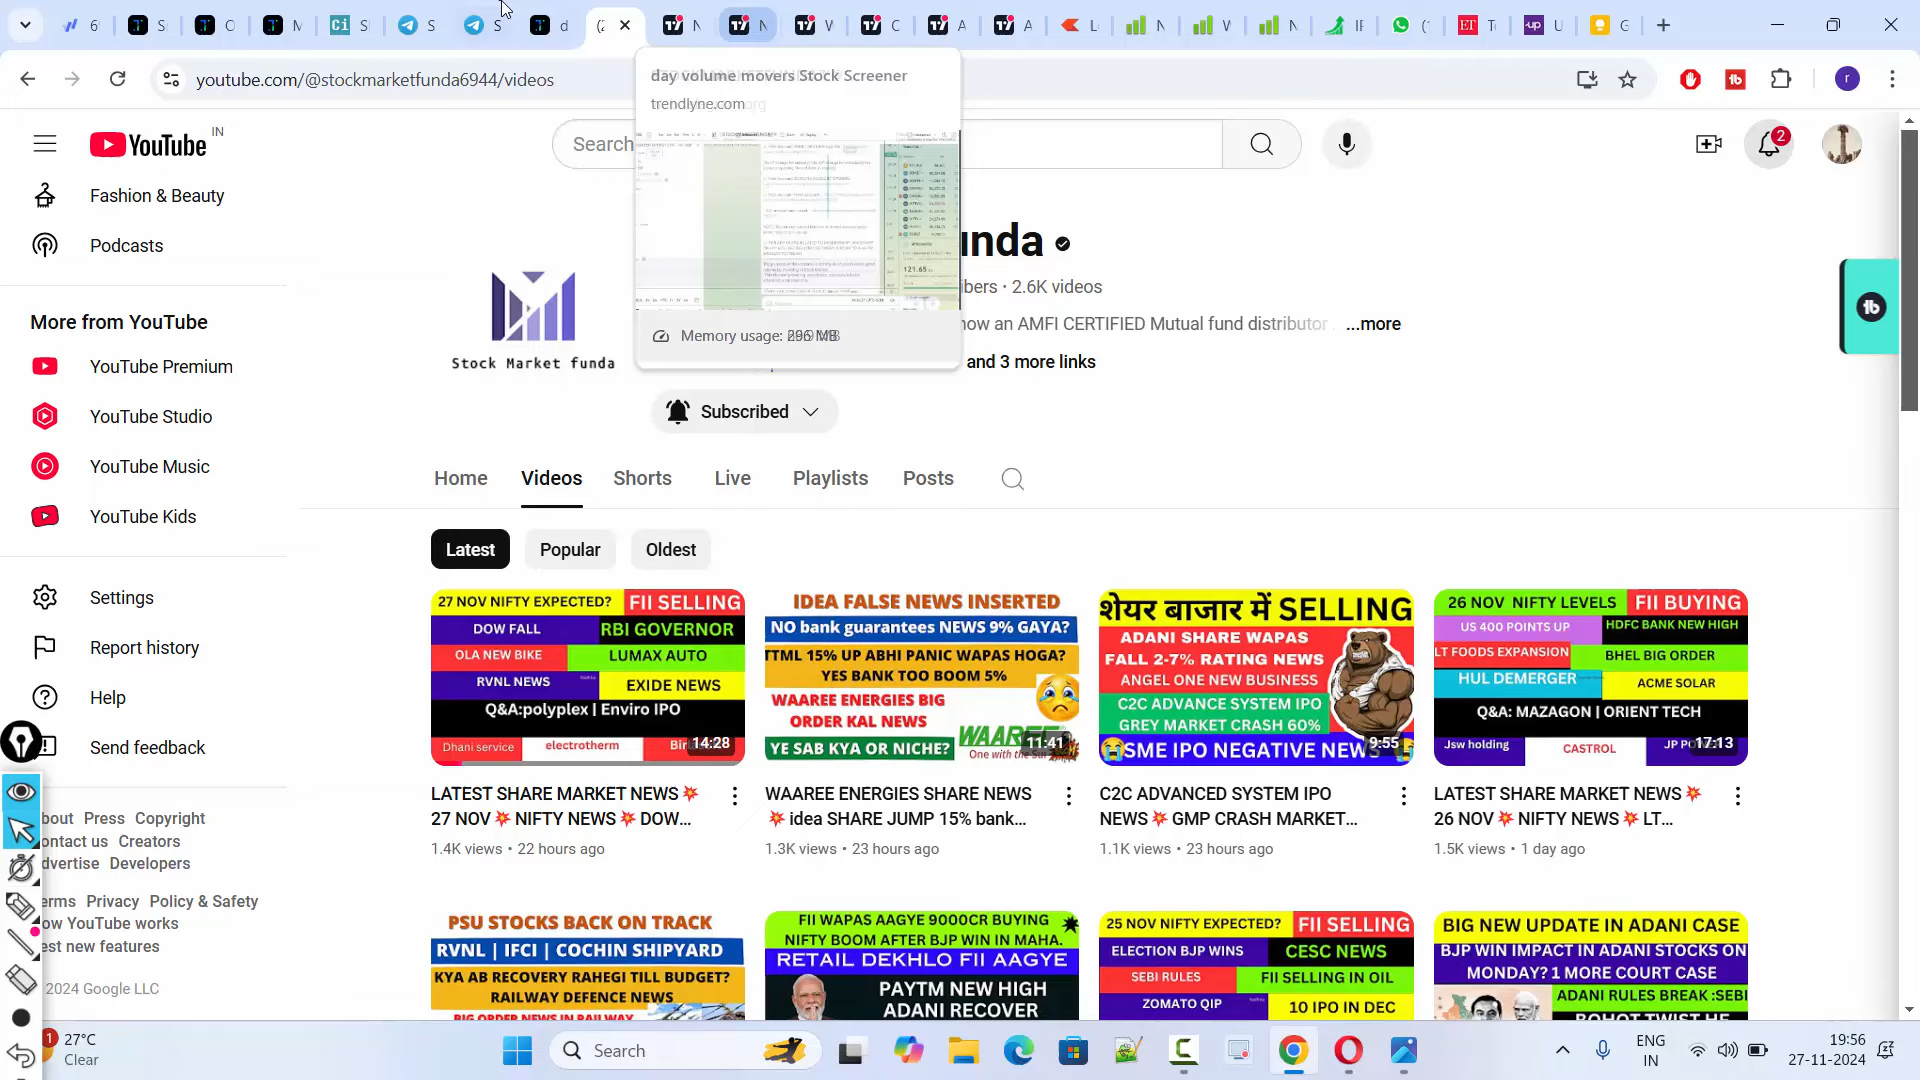 youtube.com/@stockmarketfunda6944/videos
day volume movers Stock Screener
trendlyne.com
121.65
Memory usage:
YouTube IN
Search
2
Fashion & Beauty
Podcasts
More from YouTube
YouTube Premium
YouTube Studio
YouTube Music
YouTube Kids
Settings
Report history
Help
Send feedback
Press Copyright
Creators
Developers
Privacy Policy & Safety
YouTube works
new features
2024 Google LLC
Stock Market funda
2.6K videos
AMFI CERTIFIED Mutual fund distributor ...more
and 3 more links
Subscribed
Home Videos Shorts Live Playlists Posts
Latest Popular Oldest
27 NOV NIFTY EXPECTED? FII SELLING
DOW FALL RBI GOVERNOR
OLA NEW BIKE LUMAX AUTO
RVNL NEWS EXIDE NEWS
Q&A:polyplex | Enviro IPO
Dhani service electrotherm 14:28
LATEST SHARE MARKET NEWS💥
27 NOV💥NIFTY NEWS💥DOW...
1.4K views • 22 hours ago
IDEA FALSE NEWS INSERTED
NO bank guarantees NEWS 9% GAYA?
TTML 15% UP ABHI PANIC WAPAS HOGA?
YES BANK TOO BOOM 5%
WAAREE ENERGIES BIG
ORDER KAL NEWS
YE SAB KYA OR NICHE?
WAAREE
One with the Sun
11:41
WAAREE ENERGIES SHARE NEWS
💥idea SHARE JUMP 15% bank...
1.3K views • 23 hours ago
शेयर बाजार में SELLING
ADANI SHARE WAPAS
FALL 2-7% RATING NEWS
ANGEL ONE NEW BUSINESS
C2C ADVANCE SYSTEM IPO
GREY MARKET CRASH 60%
SME IPO NEGATIVE NEWS
9:55
C2C ADVANCED SYSTEM IPO
NEWS💥GMP CRASH MARKET...
1.1K views • 23 hours ago
26 NOV NIFTY LEVELS FII BUYING
US 400 POINTS UP HDFC BANK NEW HIGH
LT FOODS EXPANSION BHEL BIG ORDER
HUL DEMERGER ACME SOLAR
Q&A: MAZAGON | ORIENT TECH
Jsw holding CASTROL 17:13
LATEST SHARE MARKET NEWS💥
26 NOV💥NIFTY NEWS💥LT...
1.5K views • 1 day ago
PSU STOCKS BACK ON TRACK
RVNL | IFCI | COCHIN SHIPYARD
KYA AB RECOVERY RAHEGI TILL BUDGET?
RAILWAY DEFENCE NEWS
BIG ORDER NEWS IN RAILWAY
FII WAPAS AAGYE 9000CR BUYING
NIFTY BOOM AFTER BJP WIN IN MAHA.
RETAIL DEKHLO FII AAGYE
PAYTM NEW HIGH
ADANI RECOVER
25 NOV NIFTY EXPECTED? FII SELLING
ELECTION BJP WINS CESC NEWS
SEBI RULES FII SELLING IN OIL
ZOMATO QIP 10 IPO IN DEC
BIG NEW UPDATE IN ADANI CASE
BJP WIN IMPACT IN ADANI STOCKS ON
MONDAY? 1 MORE COURT CASE
ADANI RULES BREAK :SEBI
BOHOT TWIST HE
1
27°C
Clear
Search
ENG
IN
19:56
27-11-2024